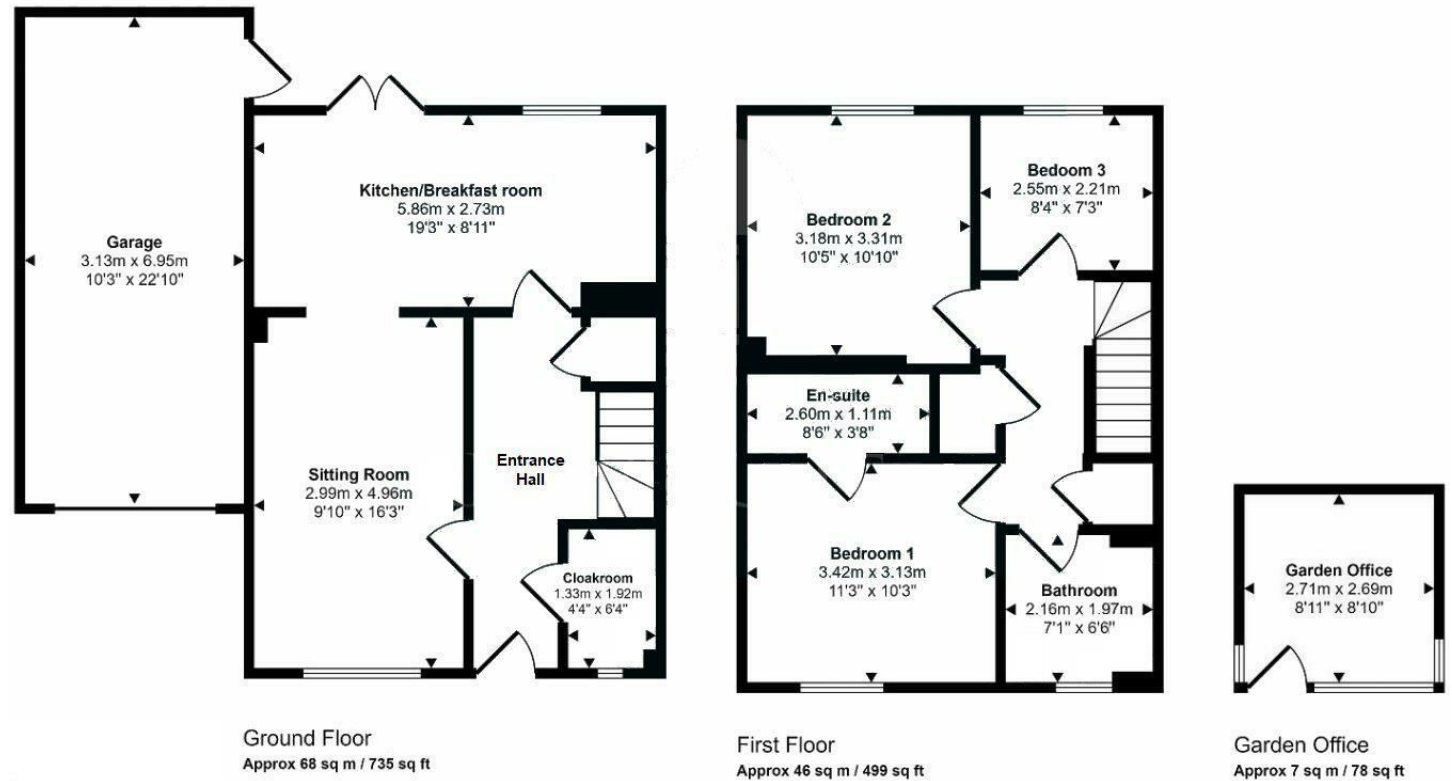 Garage
3.13m x 6.95m
10'3" x 22'10"
Kitchen/Breakfast room
5.86m x 2.73m
19'3" x 8'11"
Sitting Room
2.99m x 4.96m
9'10" x 16'3"
Entrance
Hall
Cloakroom
1.33m x 1.92m
4'4" x 6'4"
Ground Floor
Approx 68 sq m / 735 sq ft
Bedroom 2
3.18m x 3.31m
10'5" x 10'10"
Bedoom 3
2.55m x 2.21m
8'4" x 7'3"
En-suite
2.60m x 1.11m
8'6" x 3'8"
Bedroom 1
3.42m x 3.13m
11'3" x 10'3"
Bathroom
2.16m x 1.97m
7'1" x 6'6"
First Floor
Approx 46 sq m / 499 sq ft
Garden Office
2.71m x 2.69m
8'11" x 8'10"
Garden Office
Approx 7 sq m / 78 sq ft